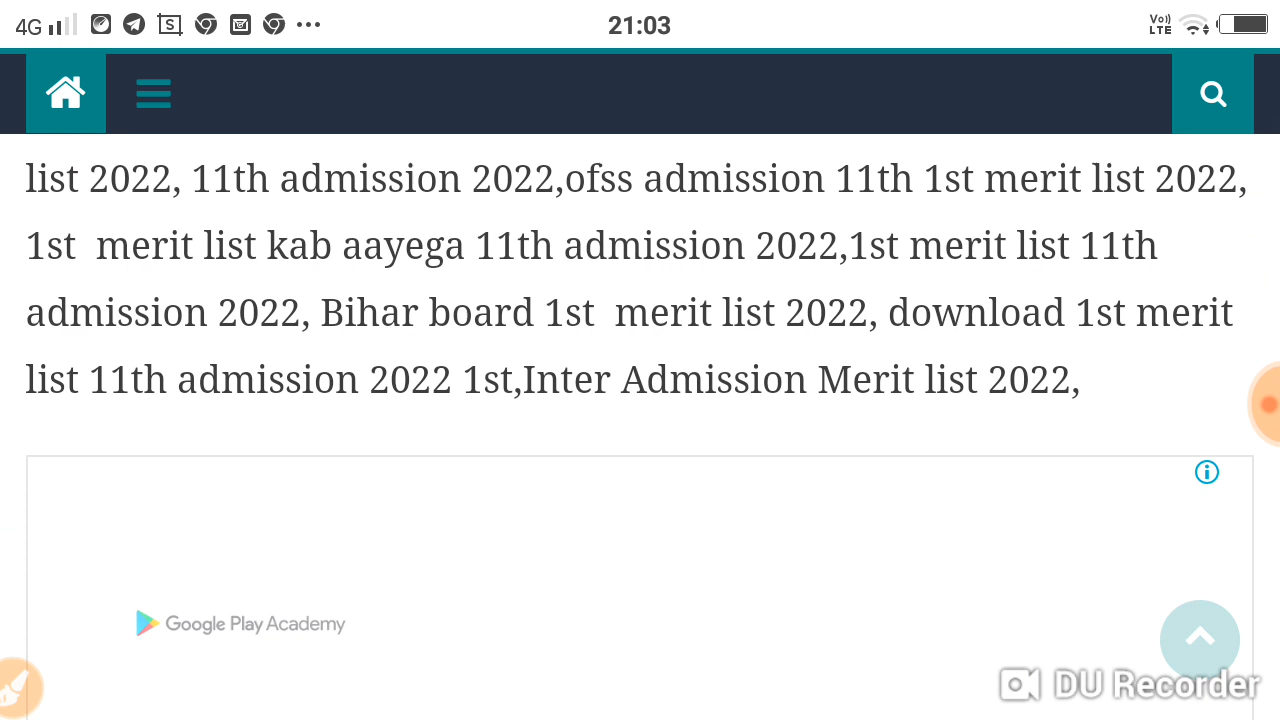 4G 21:03 Vo)) LTE
list 2022, 11th admission 2022,ofss admission 11th 1st merit list 2022,
1st  merit list kab aayega 11th admission 2022,1st merit list 11th
admission 2022, Bihar board 1st  merit list 2022, download 1st merit
list 11th admission 2022 1st,Inter Admission Merit list 2022,
Google Play Academy
DU Recorder